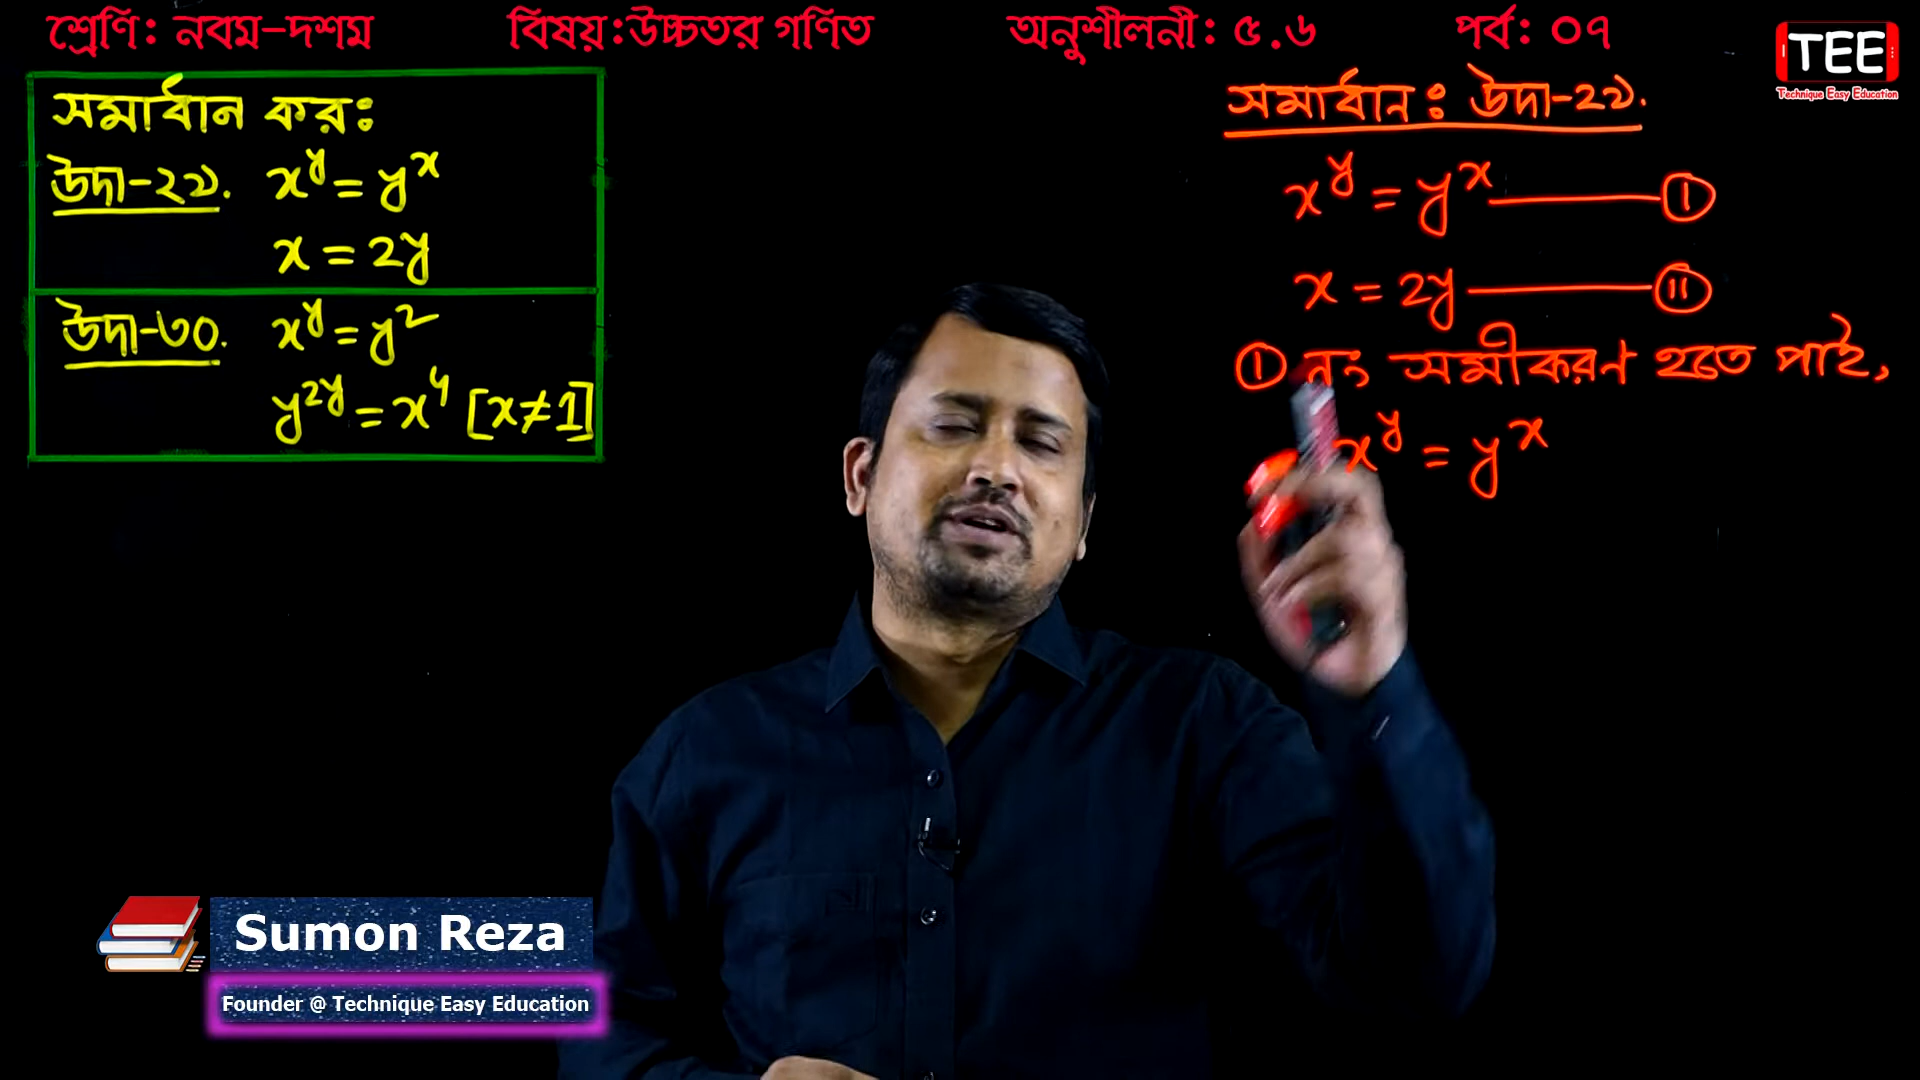 শ্রেণি: নবম-দশম বিষয়:উচ্চতর গণিত অনুশীলনী: ৫.৬ পর্ব: ০৭
TEE
Technique Easy Education
সমাধান কর:
উদা-২৯. x^y = y^x
x = 2y
উদা-৩০. x^y = y^2
y^{2y} = x^4 [x≠1]
সমাধান: উদা-২৯.
x^y = y^x ——— (i)
x = 2y ——— (ii)
(i) নং সমীকরণ হতে পাই,
x^y = y^x
Sumon Reza
Founder @ Technique Easy Education